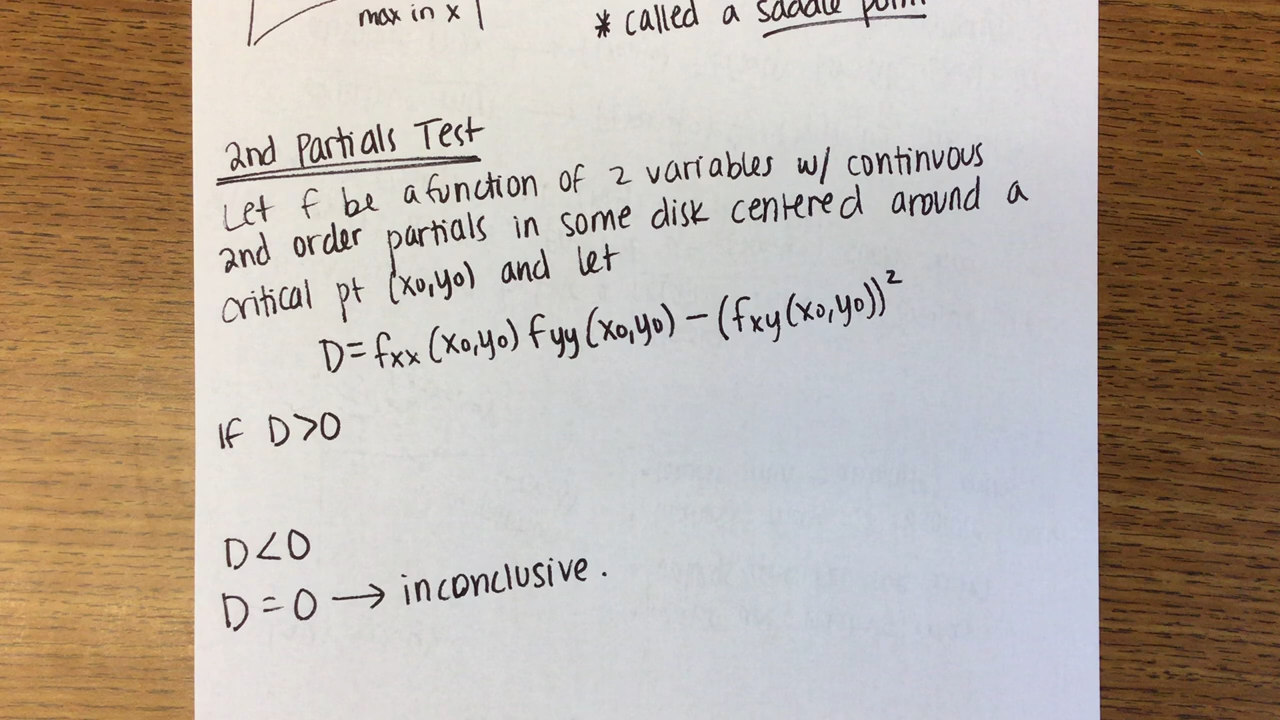 max in x
* called a saddle point
2nd Partials Test
Let f be a function of 2 variables w/ continuous
2nd order partials in some disk centered around a
critical pt (x0,y0) and let
D=fxx(x0,y0)fyy(x0,y0)-(fxy(x0,y0))²
If D>0
D<0
D=0→inconclusive.